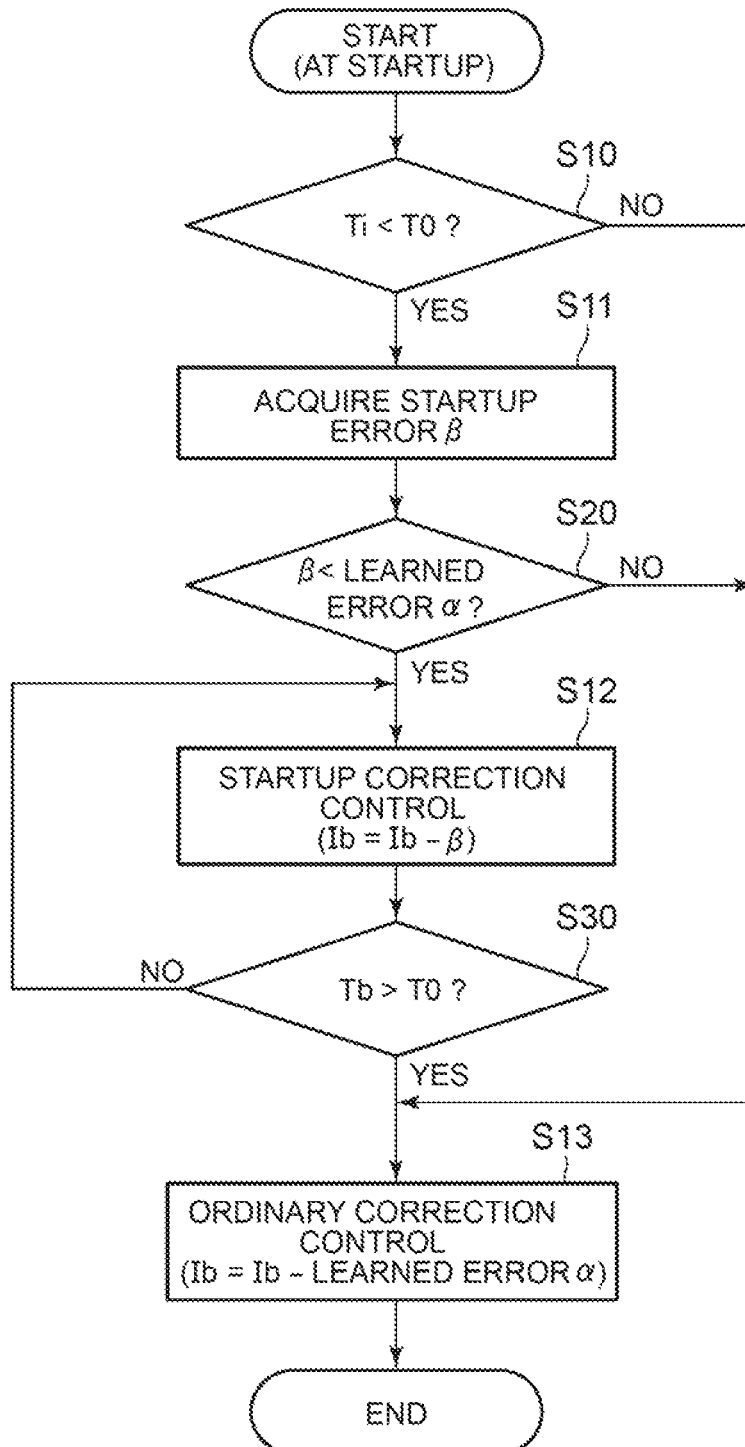 START
(AT STARTUP)
S10
Ti < T0 ?
NO
YES
S11
ACQUIRE STARTUP
ERROR β
S20
β< LEARNED
ERROR α ?
NO
YES
S12
STARTUP CORRECTION
CONTROL
(Ib = Ib – β)
S30
NO
Tb > T0 ?
YES
S13
ORDINARY CORRECTION
CONTROL
(Ib = Ib – LEARNED ERROR α)
END